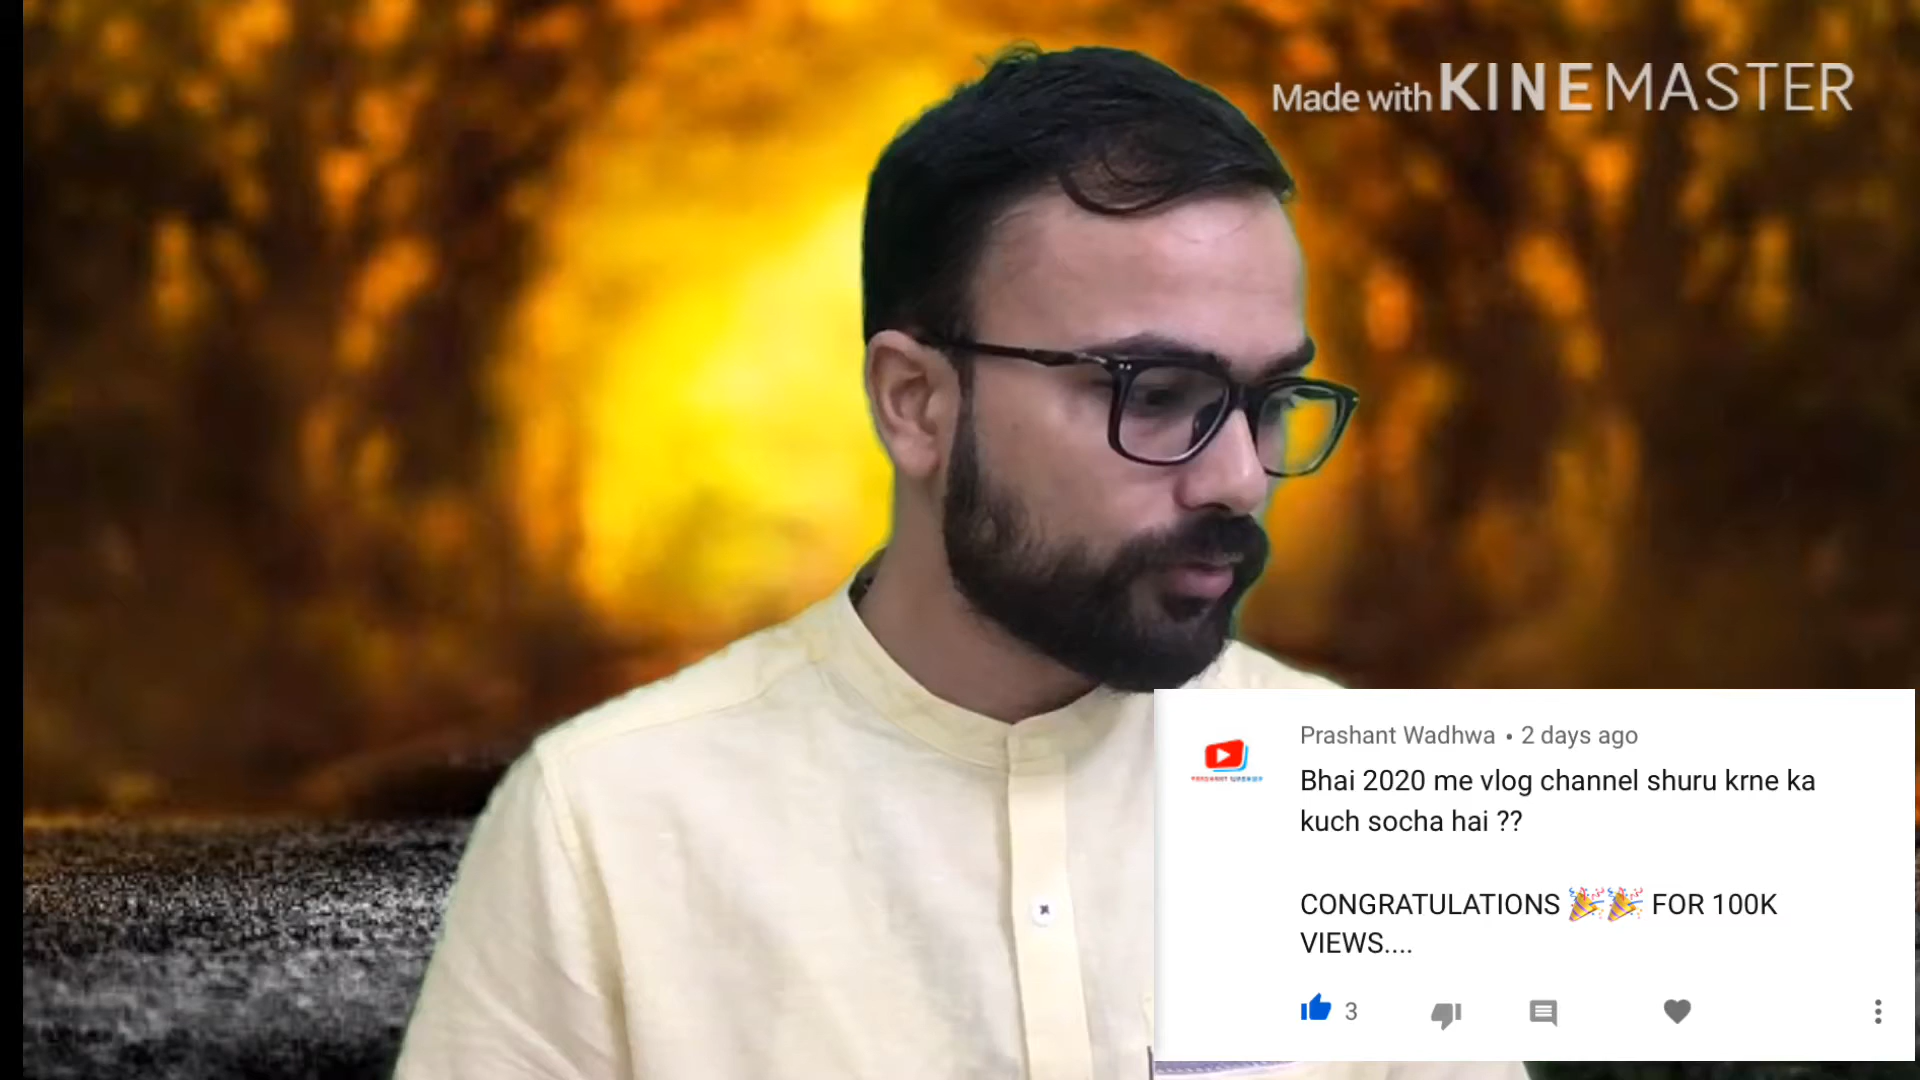 Made with KINEMASTER
Prashant Wadhwa • 2 days ago
Bhai 2020 me vlog channel shuru krne ka
kuch socha hai ??
CONGRATULATIONS 🎉🎉 FOR 100K
VIEWS....
3